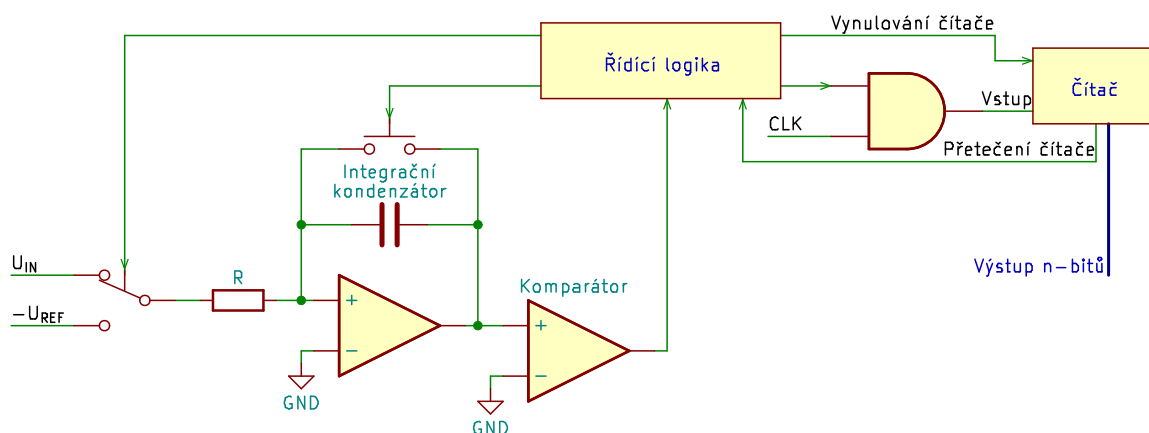 Vynulování čítače
Řídící logika
Čítač
Vstup
CLK
Přetečení čítače
Integrační
kondenzátor
U_IN
R
-U_REF
+
-
GND
Komparátor
+
-
GND
Výstup n-bitů